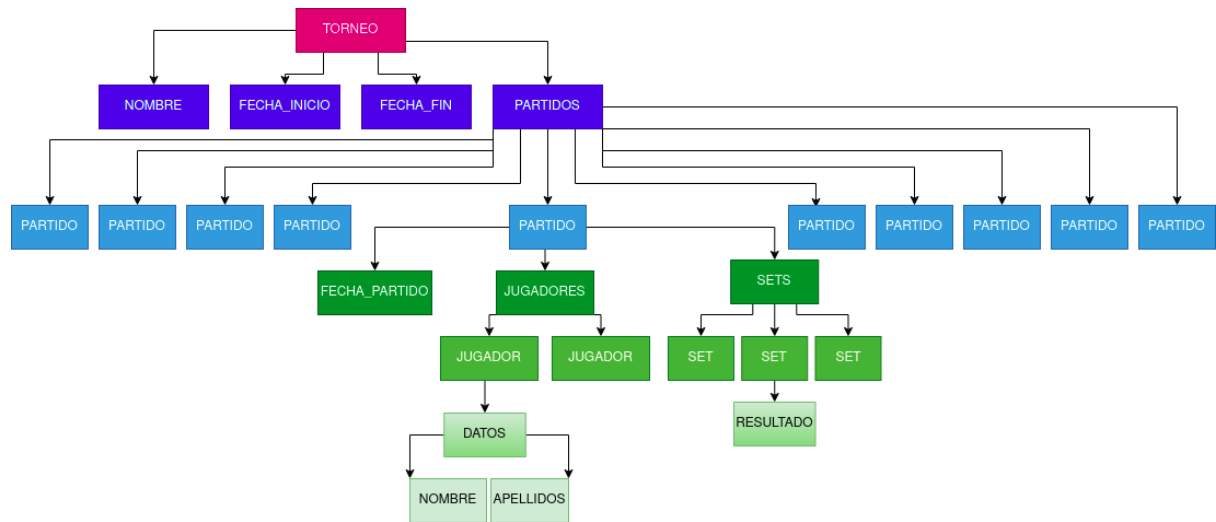 TORNEO
NOMBRE
FECHA_INICIO
FECHA_FIN
PARTIDOS
PARTIDO
PARTIDO
PARTIDO
PARTIDO
PARTIDO
PARTIDO
PARTIDO
PARTIDO
PARTIDO
PARTIDO
FECHA_PARTIDO
JUGADORES
SETS
JUGADOR
JUGADOR
SET
SET
SET
DATOS
RESULTADO
NOMBRE
APELLIDOS